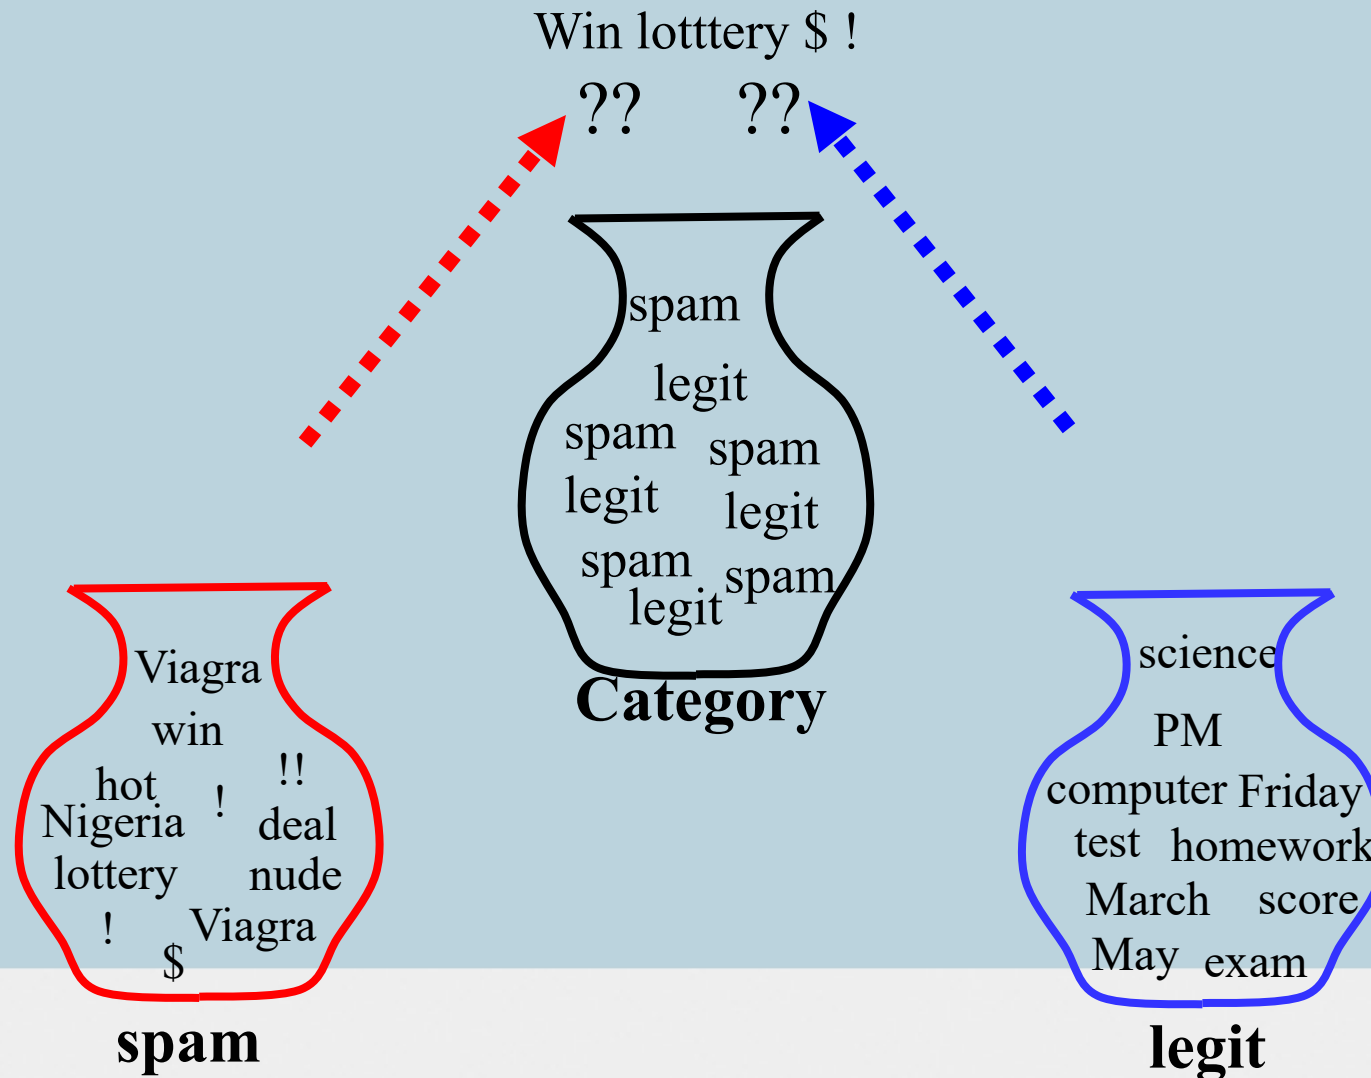 Win lotttery $ !
?? ??
spam
legit
spam spam
legit legit
spam spam
legit
Category
Viagra
win
hot ! !!
Nigeria deal
lottery nude
! Viagra
$
spam
science
PM
computer Friday
test homework
March score
May exam
legit